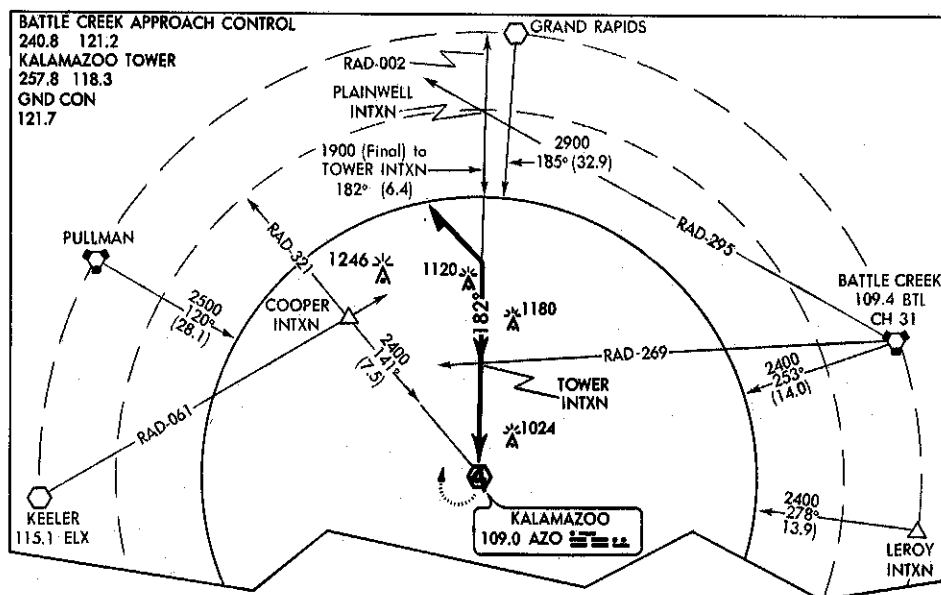 BATTLE CREEK APPROACH CONTROL
240.8 121.2
KALAMAZOO TOWER
257.8 118.3
GND CON
121.7
GRAND RAPIDS
RAD-002
PLAINWELL
INTXN
2900
185° (32.9)
1900 (Final) to
TOWER INTXN
182° (6.4)
RAD-295
PULLMAN
RAD-321
1246
1120
BATTLE CREEK
109.4 BTL
CH 31
2500
120°
(28.1)
COOPER
INTXN
182°
1180
2400
141°
(7.5)
RAD-269
2400
253°
(14.0)
TOWER
INTXN
RAD-061
1024
KEELER
115.1 ELX
KALAMAZOO
109.0 AZO
2400
278°
13.9)
LEROY
INTXN